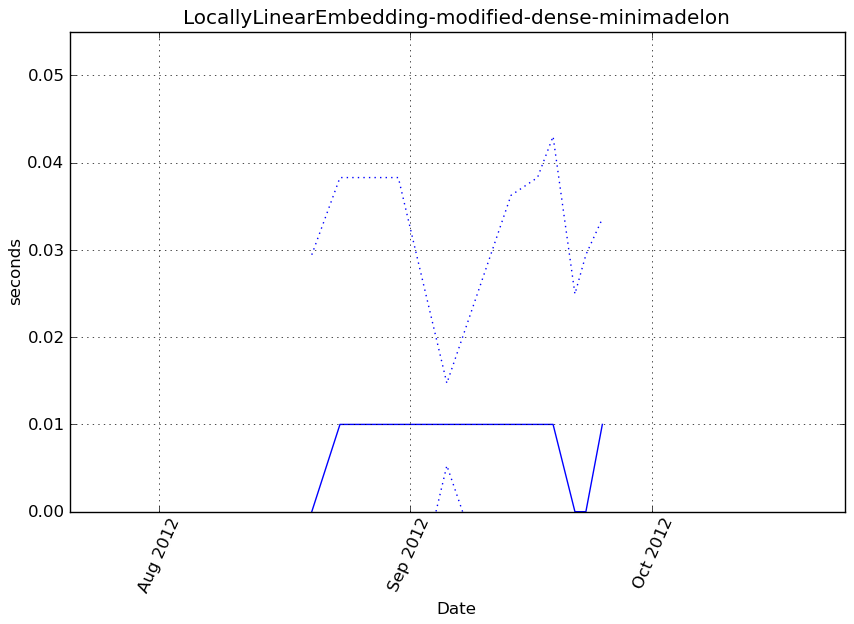 LocallyLinearEmbedding-modified-dense-minimadelon
0.05
0.04
0.03
0.02
0.01
0.00
seconds
Aug 2012
Sep 2012
Oct 2012
Date